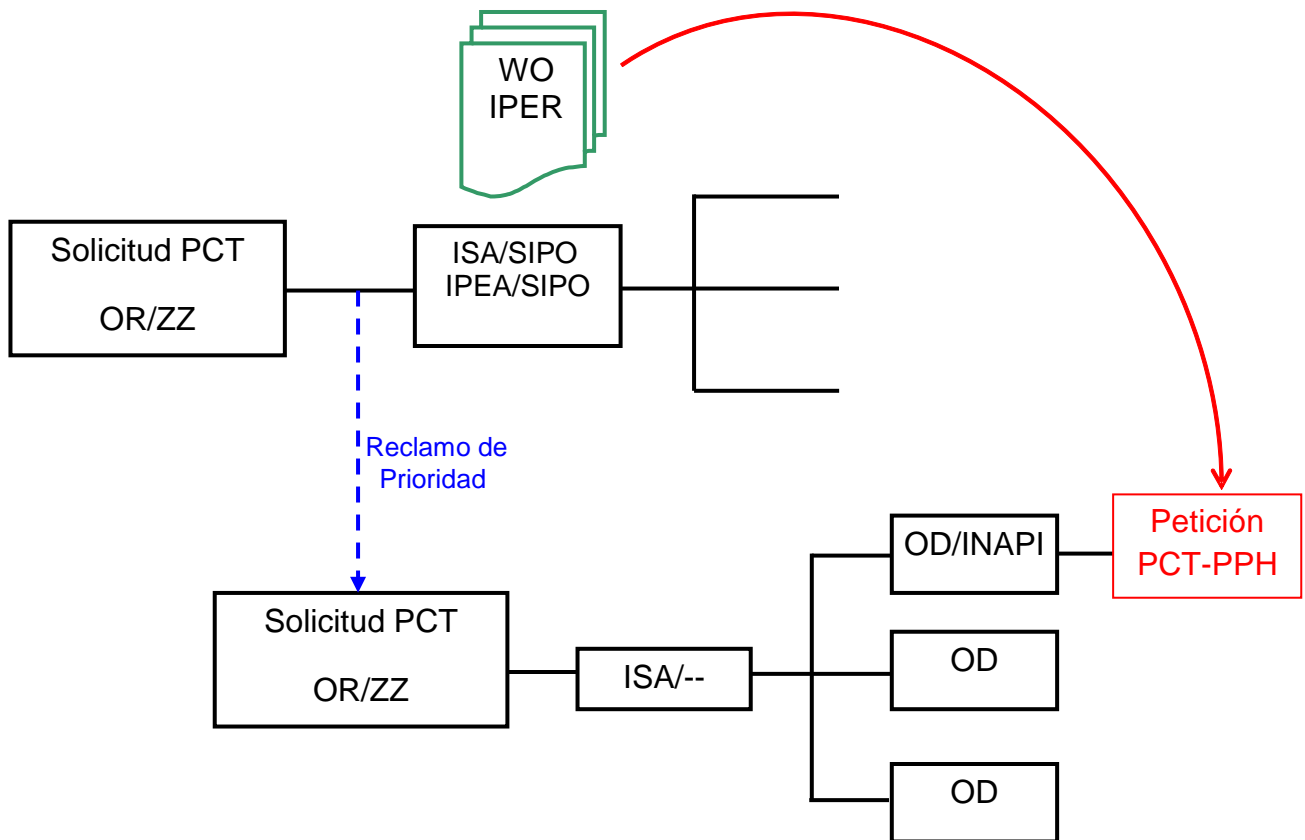 WO
IPER
Solicitud PCT
OR/ZZ
ISA/SIPO
IPEA/SIPO
Reclamo de
Prioridad
OD/INAPI
Petición
PCT-PPH
Solicitud PCT
OR/ZZ
ISA/--
OD
OD